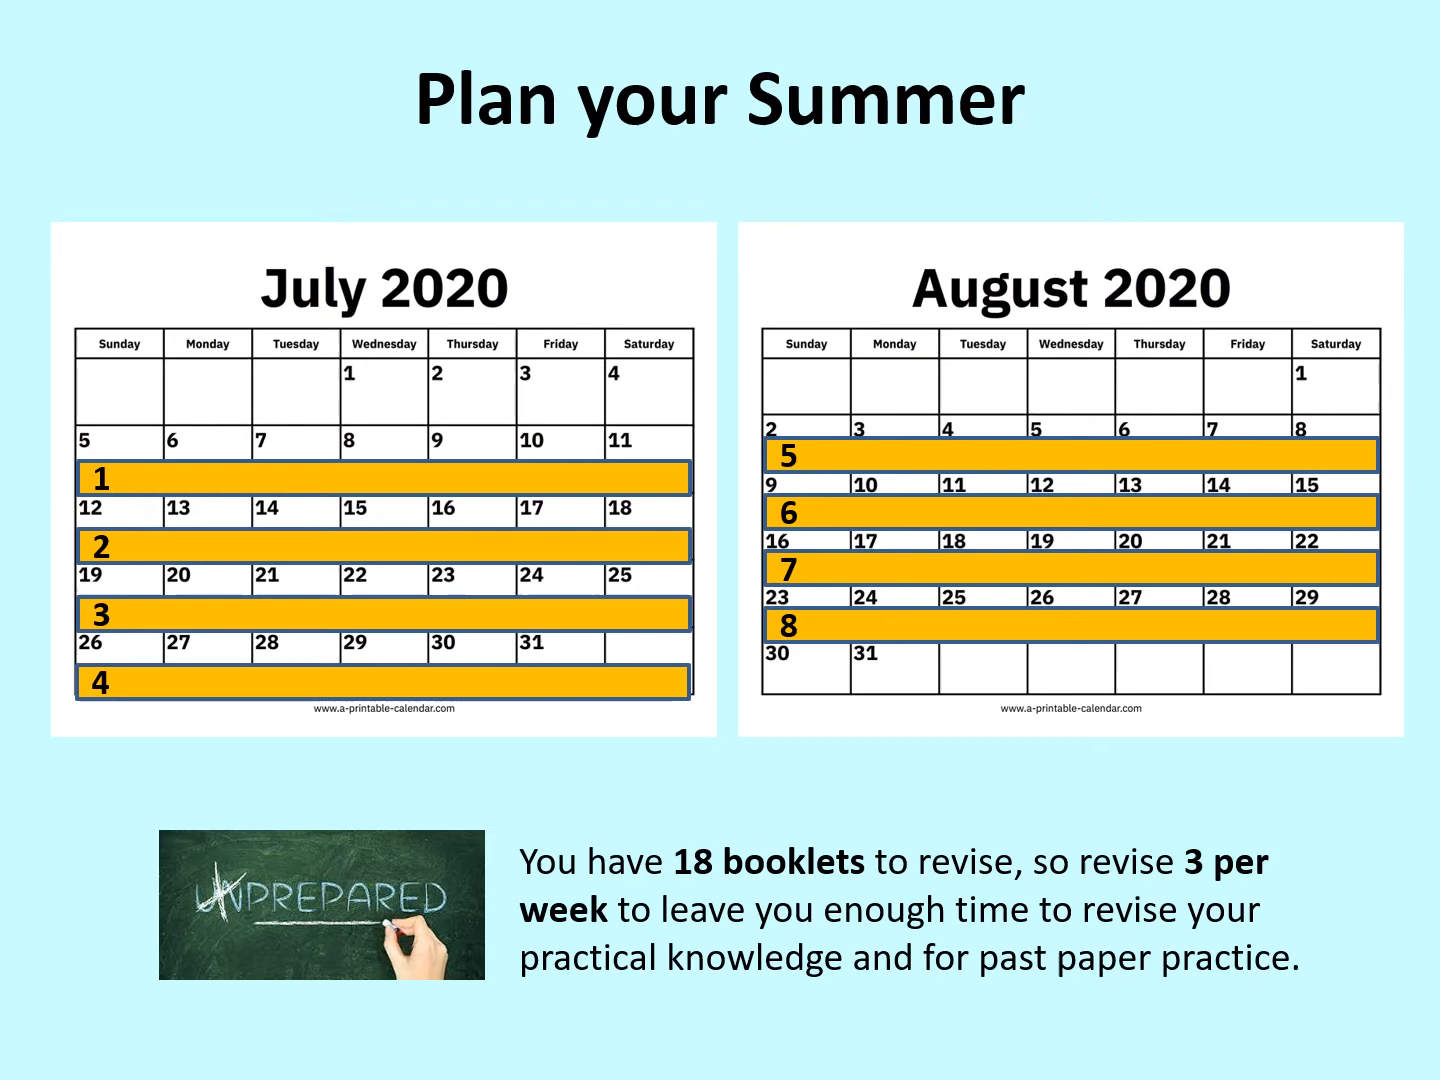 Plan your Summer
July 2020
Sunday Monday Tuesday Wednesday Thursday Friday Saturday
1 2 3 4
5 6 7 8 9 10 11
1
12 13 14 15 16 17 18
2
19 20 21 22 23 24 25
3
26 27 28 29 30 31
4
www.a-printable-calendar.com
August 2020
Sunday Monday Tuesday Wednesday Thursday Friday Saturday
1
2 3 4 5 6 7 8
5
9 10 11 12 13 14 15
6
16 17 18 19 20 21 22
7
23 24 25 26 27 28 29
8
30 31
www.a-printable-calendar.com
UNPREPARED
You have 18 booklets to revise, so revise 3 per
week to leave you enough time to revise your
practical knowledge and for past paper practice.